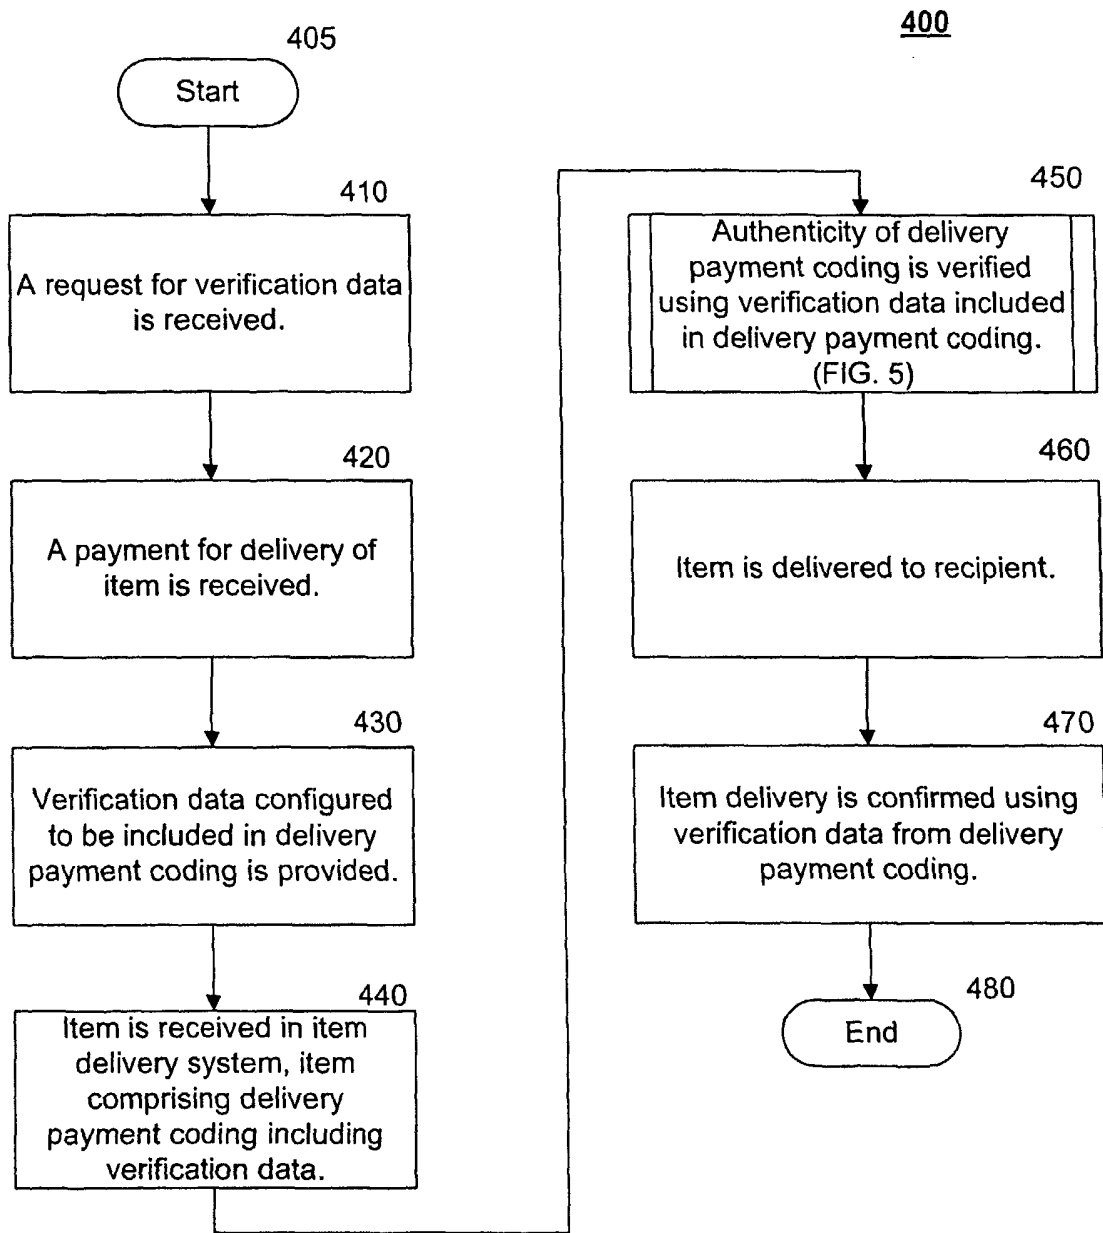 400
405
Start
410
A request for verification data
is received.
420
A payment for delivery of
item is received.
430
Verification data configured
to be included in delivery
payment coding is provided.
440
Item is received in item
delivery system, item
comprising delivery
payment coding including
verification data.
450
Authenticity of delivery
payment coding is verified
using verification data included
in delivery payment coding.
(FIG. 5)
460
Item is delivered to recipient.
470
Item delivery is confirmed using
verification data from delivery
payment coding.
480
End